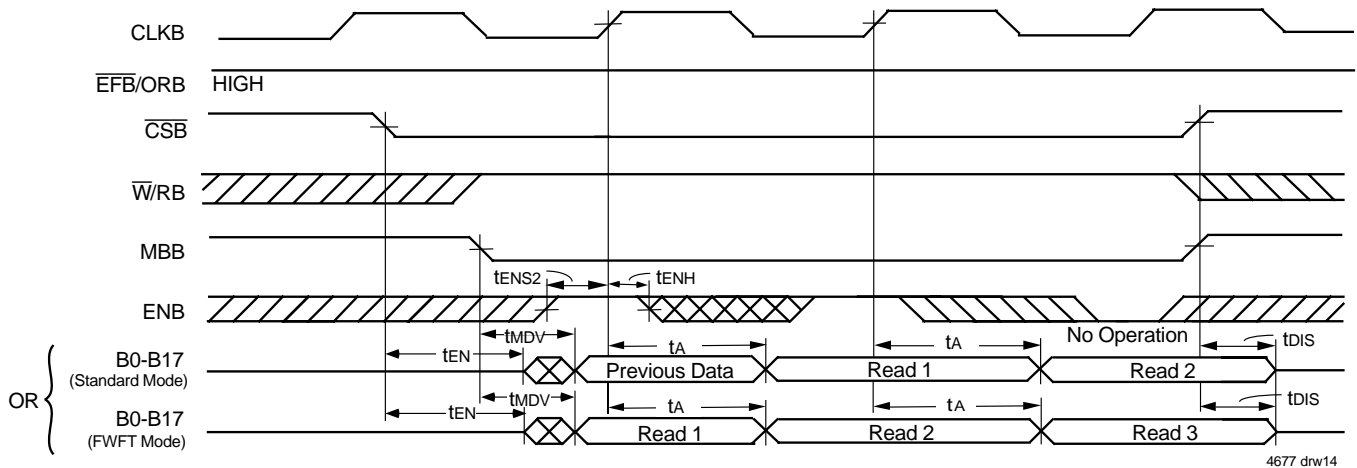 CLKB
EFB/ORB HIGH
CSB
W/RB
MBB
tENS2 tENH
ENB
No Operation
tMDV
tEN tA tA tDIS
B0-B17
(Standard Mode)
Previous Data Read 1 Read 2
OR
tMDV
tEN tA tA tDIS
B0-B17
(FWFT Mode)
Read 1 Read 2 Read 3
4677 drw14